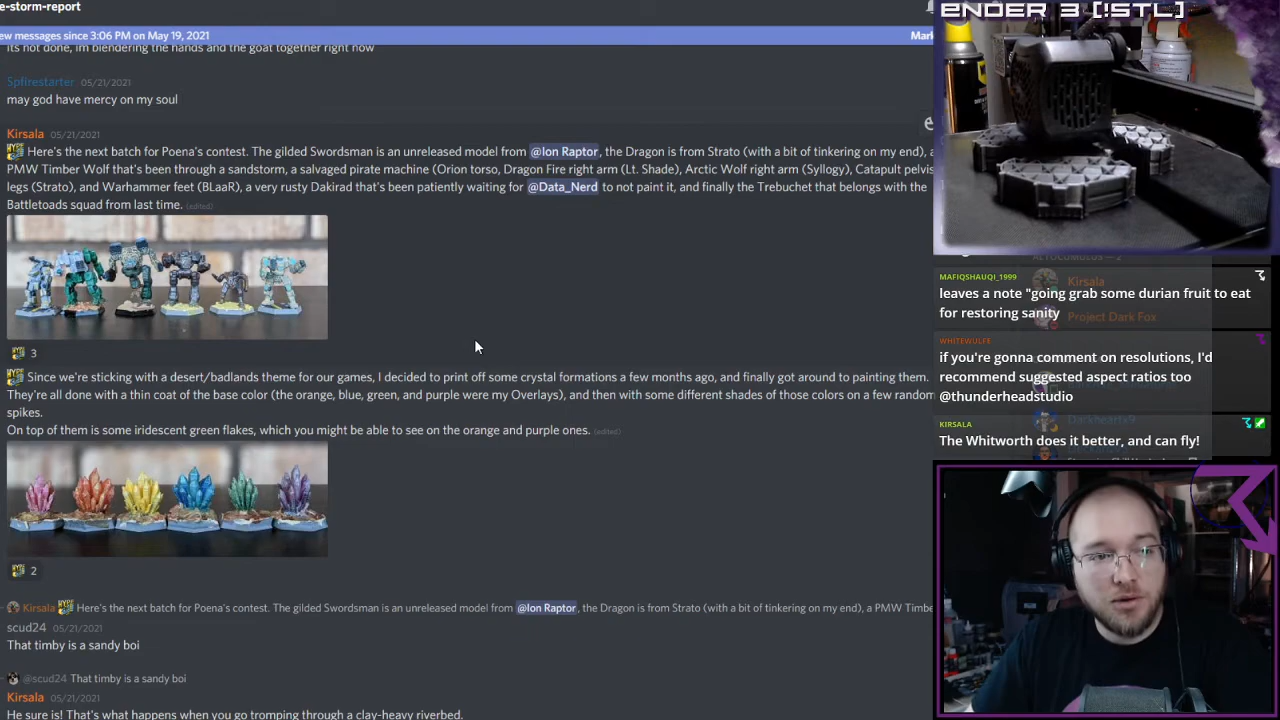 e-storm-report
ENDER 3 [!STL]
ew messages since 3:06 PM on May 19, 2021
Mark
Its not done, im blendering the hands and the goat together right now
Spfirestarter 05/21/2021
may god have mercy on my soul
Kirsala 05/21/2021
Here's the next batch for Poena's contest. The gilded Swordsman is an unreleased model from @Ion Raptor, the Dragon is from Strato (with a bit of tinkering on my end), a
PMW Timber Wolf that's been through a sandstorm, a salvaged pirate machine (Orion torso, Dragon Fire right arm (Lt. Shade), Arctic Wolf right arm (Syllogy), Catapult pelvis
legs (Strato), and Warhammer feet (BLaaR), a very rusty Dakirad that's been patiently waiting for @Data_Nerd to not paint it, and finally the Trebuchet that belongs with the
Battletoads squad from last time. (edited)
3
Since we're sticking with a desert/badlands theme for our games, I decided to print off some crystal formations a few months ago, and finally got around to painting them.
They're all done with a thin coat of the base color (the orange, blue, green, and purple were my Overlays), and then with some different shades of those colors on a few random
spikes.
On top of them is some iridescent green flakes, which you might be able to see on the orange and purple ones. (edited)
2
Kirsala Here's the next batch for Poena's contest. The gilded Swordsman is an unreleased model from @Ion Raptor, the Dragon is from Strato (with a bit of tinkering on my end), a PMW Timbe
scud24 05/21/2021
That timby is a sandy boi
@scud24 That timby is a sandy boi
Kirsala 05/21/2021
He sure is! That's what happens when you go tromping through a clay-heavy riverbed.
ALTOCUMULUS — 2
Kirsala
Project Dark Fox
MAFIQSHAUQI_1999
leaves a note "going grab some durian fruit to eat
for restoring sanity
WHITEWULFE
if you're gonna comment on resolutions, I'd
recommend suggested aspect ratios too
@thunderheadstudio
KIRSALA
The Whitworth does it better, and can fly!